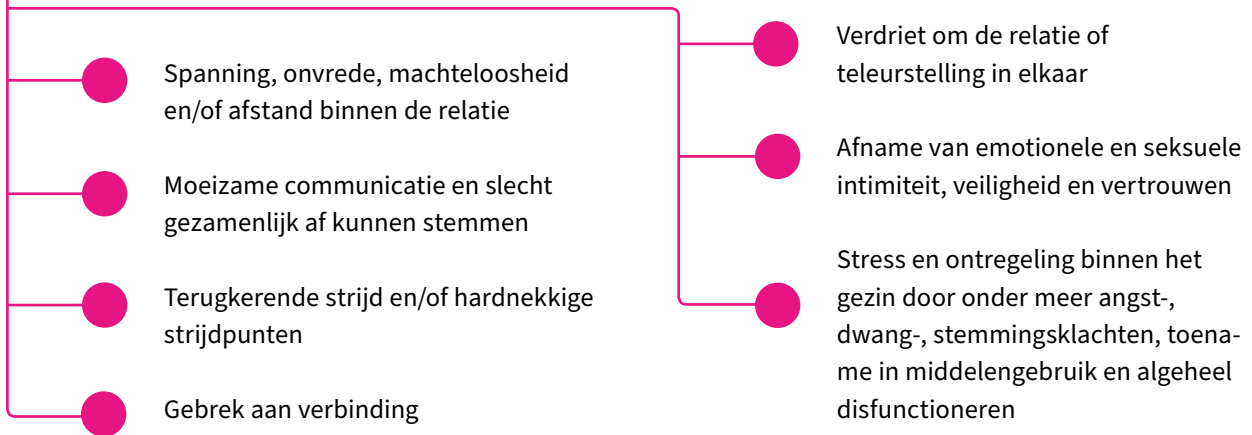 Spanning, onvrede, machteloosheid
en/of afstand binnen de relatie
Moeizame communicatie en slecht
gezamenlijk af kunnen stemmen
Terugkerende strijd en/of hardnekkige
strijdpunten
Gebrek aan verbinding
Verdriet om de relatie of
teleurstelling in elkaar
Afname van emotionele en seksuele
intimiteit, veiligheid en vertrouwen
Stress en ontregeling binnen het
gezin door onder meer angst-,
dwang-, stemmingsklachten, toena-
me in middelengebruik en algeheel
disfunctioneren